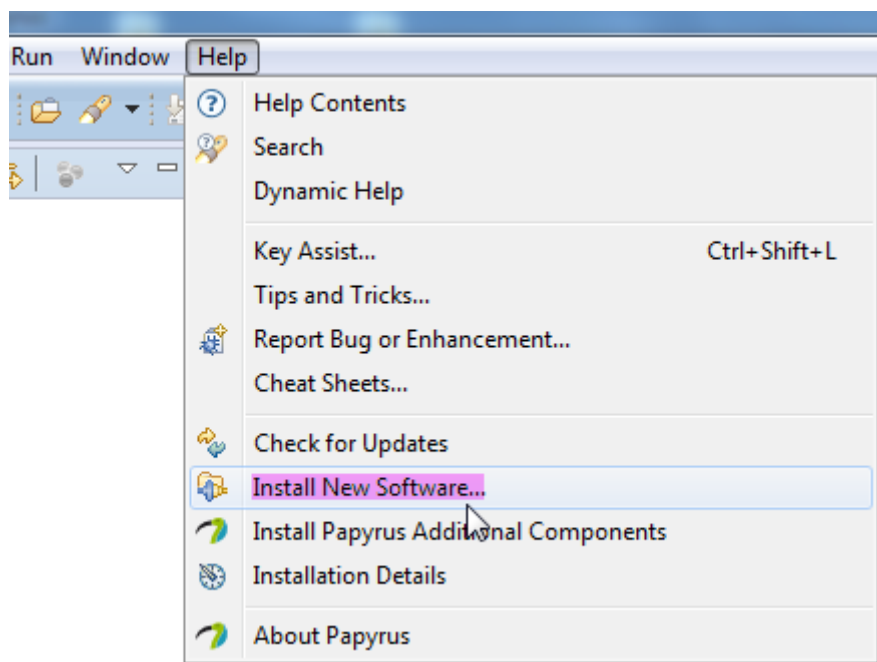 Run Window Help
Help Contents
Search
Dynamic Help
Key Assist... Ctrl+Shift+L
Tips and Tricks...
Report Bug or Enhancement...
Cheat Sheets...
Check for Updates
Install New Software...
Install Papyrus Additional Components
Installation Details
About Papyrus